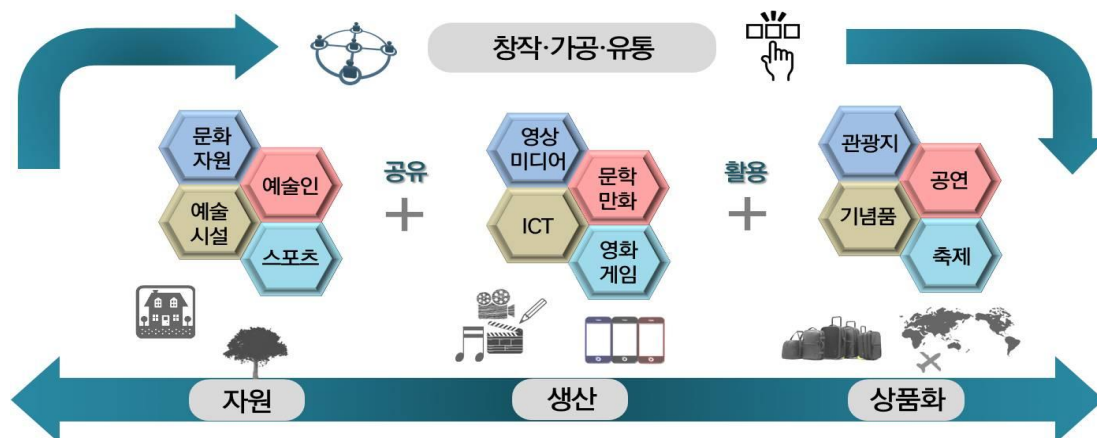 창작·가공·유통
문화
자원
예술인
예술
시설
스포츠
공유
영상
미디어
문학
만화
ICT
영화
게임
활용
관광지
공연
기념품
축제
자원
생산
상품화